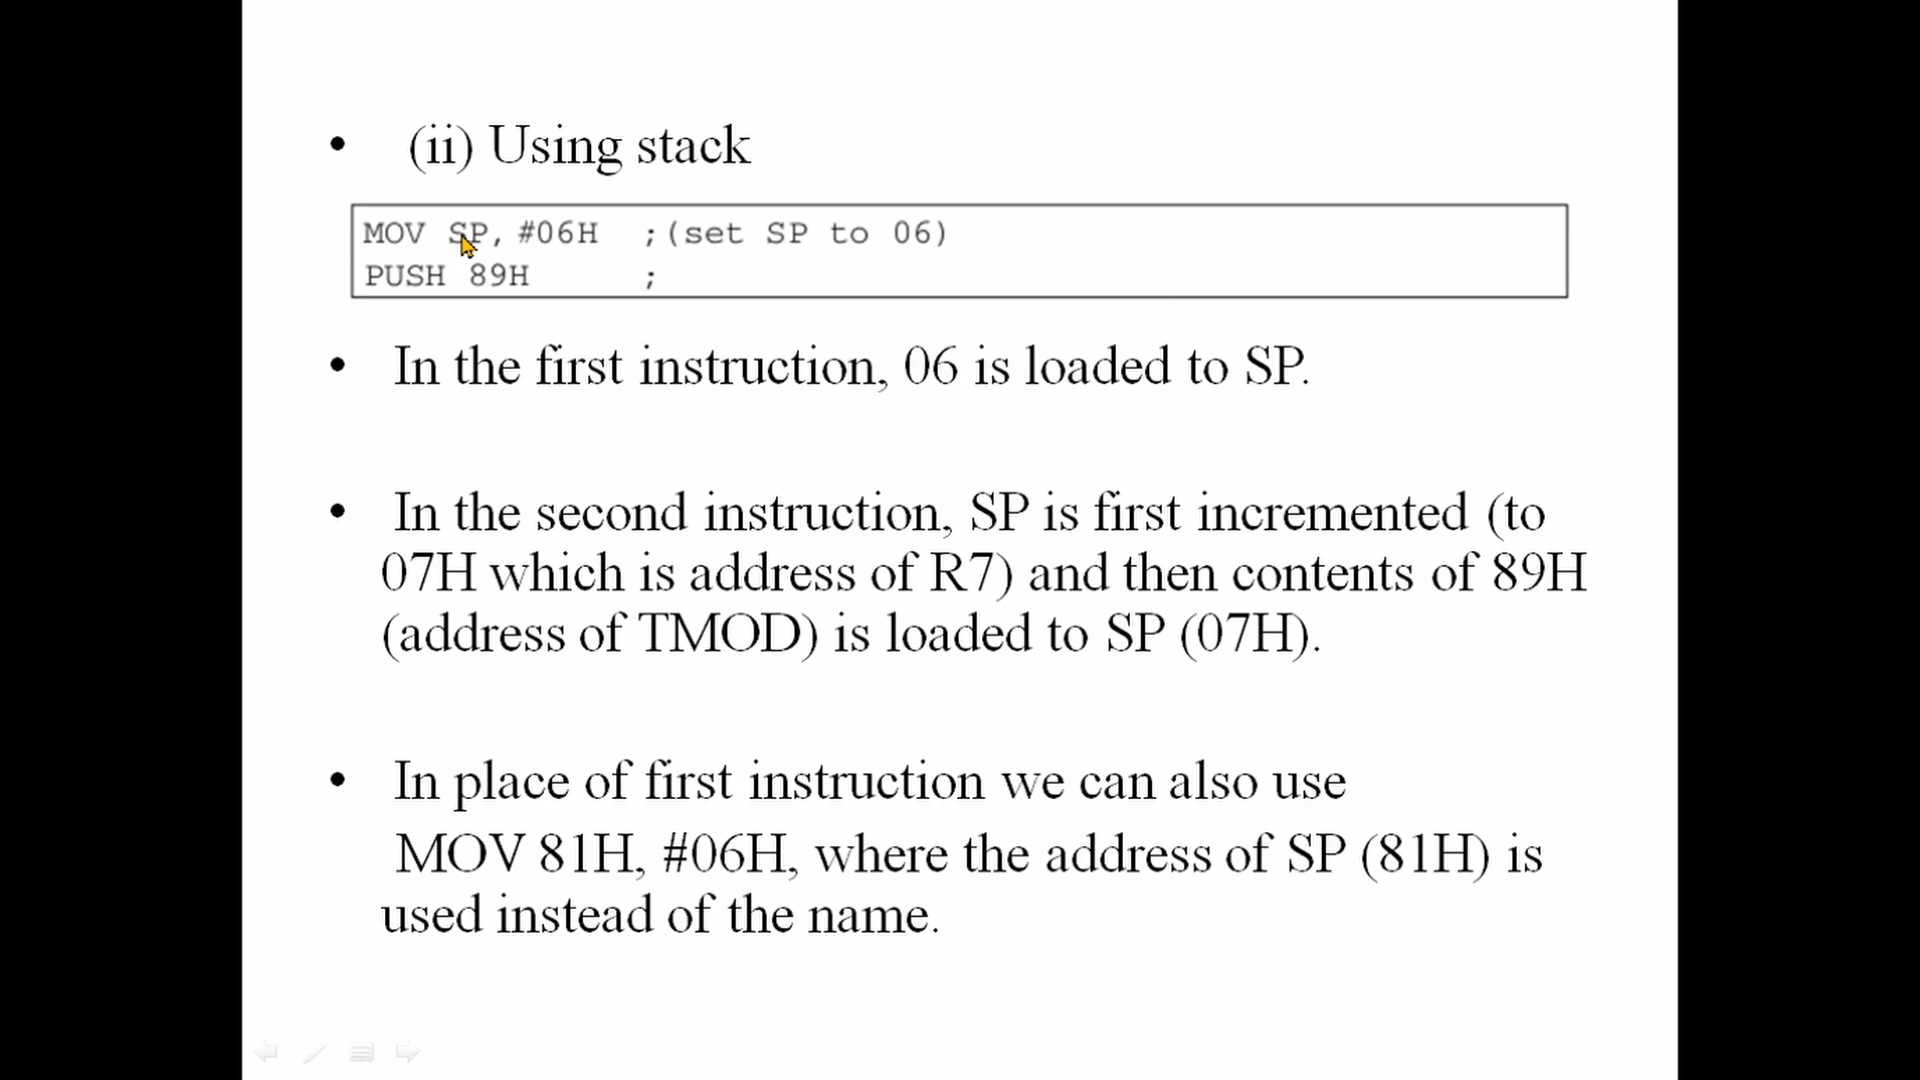 • (ii) Using stack
MOV SP, #06H ;(set SP to 06)
PUSH 89H ;
• In the first instruction, 06 is loaded to SP.
• In the second instruction, SP is first incremented (to
07H which is address of R7) and then contents of 89H
(address of TMOD) is loaded to SP (07H).
• In place of first instruction we can also use
MOV 81H, #06H, where the address of SP (81H) is
used instead of the name.